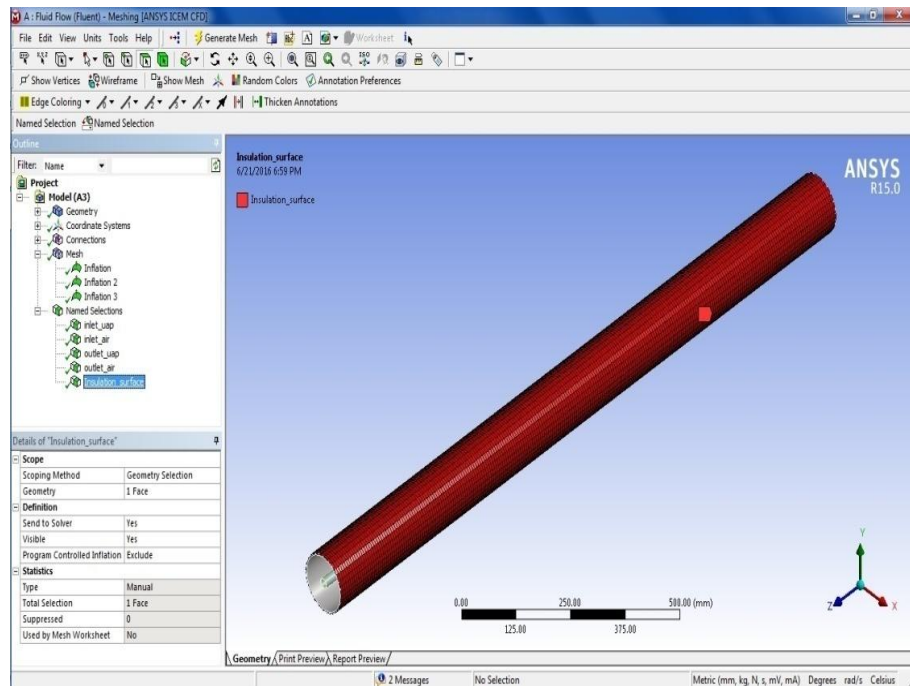 A : Fluid Flow (Fluent) - Meshing [ANSYS ICEM CFD]
File Edit View Units Tools Help Generate Mesh Worksheet
Show Vertices Wireframe Show Mesh Random Colors Annotation Preferences
Edge Coloring Thicken Annotations
Named Selection Named Selection
Outline
Filter: Name
Project
Model (A3)
Geometry
Coordinate Systems
Connections
Mesh
Inflation
Inflation 2
Inflation 3
Named Selections
inlet_uap
inlet_air
outlet_uap
outlet_air
Insulation_surface
Details of "Insulation_surface"
Scope
Scoping Method Geometry Selection
Geometry 1 Face
Definition
Send to Solver Yes
Visible Yes
Program Controlled Inflation Exclude
Statistics
Type Manual
Total Selection 1 Face
Suppressed 0
Used by Mesh Worksheet No
Insulation_surface
6/21/2016 6:59 PM
Insulation_surface
ANSYS
R15.0
0.00 250.00 500.00 (mm)
125.00 375.00
Y
Z X
Geometry Print Preview Report Preview
2 Messages No Selection Metric (mm, kg, N, s, mV, mA) Degrees rad/s Celsius